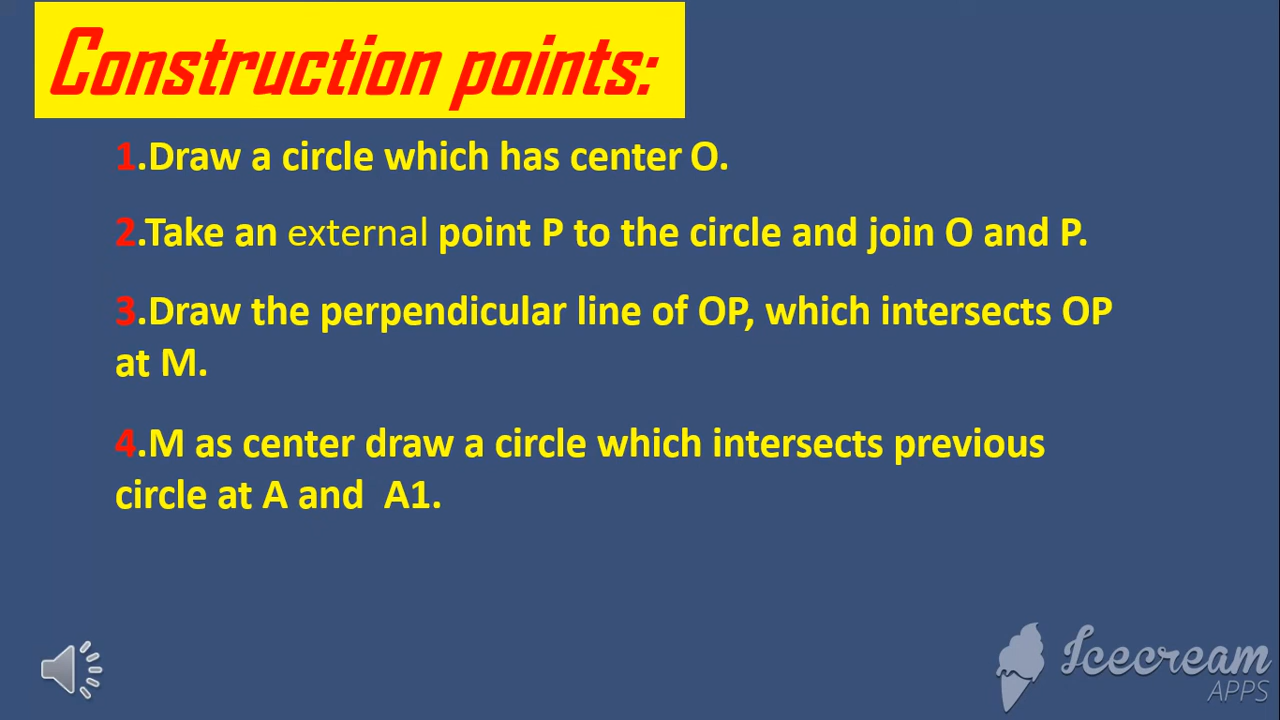 Construction points:
1.Draw a circle which has center O.
2.Take an external point P to the circle and join O and P.
3.Draw the perpendicular line of OP, which intersects OP
at M.
4.M as center draw a circle which intersects previous
circle at A and A1.
Icecream
APPS